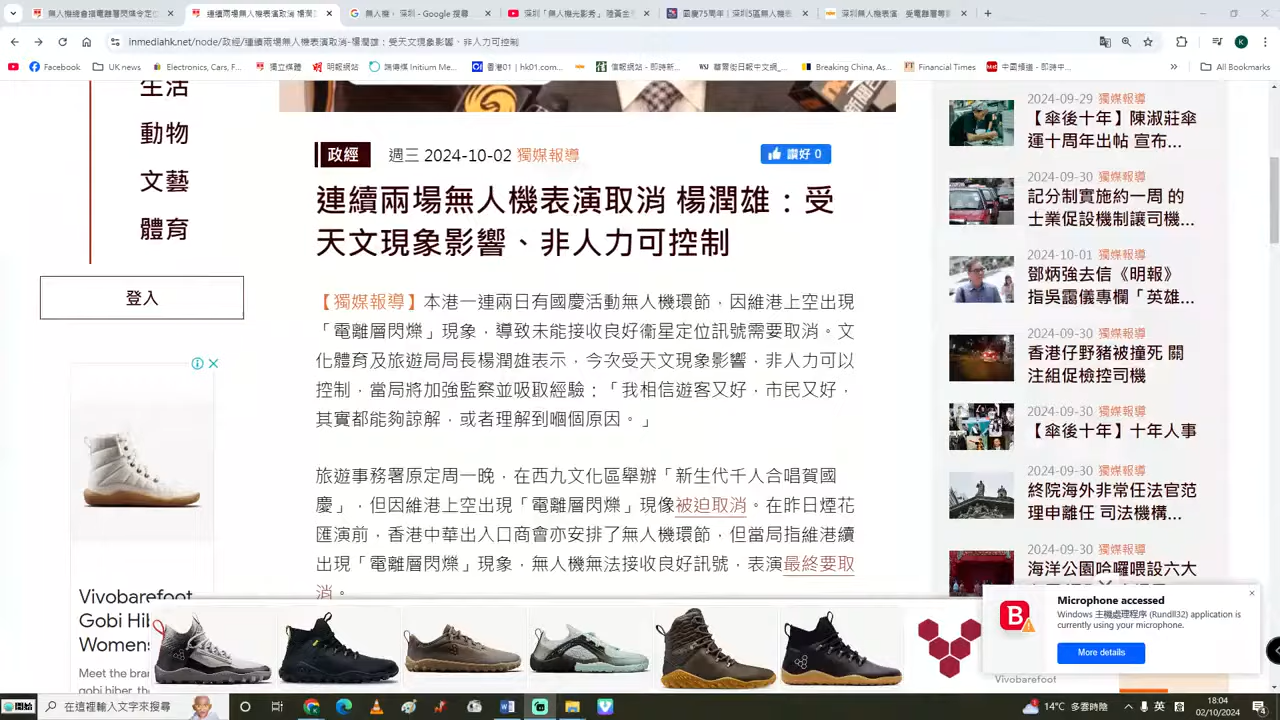 無人機總會指電離層閃爍令定位
連續兩場無人機表演取消 楊潤
無人機，深圳 - Google 搜尋
深圳「無人機光影秀」
國慶75周年｜深圳5區無人機
深圳無人機表演
inmediahk.net/node/政經/連續兩場無人機表演取消-楊潤雄：受天文現象影響、非人力可控制
K
Facebook
UK news
Electronics, Cars, F...
獨立媒體
明報網站
端傳媒 Initium Me...
香港01 | hk01.com...
信報網站 - 即時新...
華爾街日報中文網...
Breaking China, As...
Financial Times
»
All Bookmarks
生活
動物
文藝
體育
登入
政經
週三 2024-10-02 獨媒報導
讚好 0
連續兩場無人機表演取消 楊潤雄：受
天文現象影響、非人力可控制
【獨媒報導】本港一連兩日有國慶活動無人機環節，因維港上空出現
「電離層閃爍」現象，導致未能接收良好衞星定位訊號需要取消。文
化體育及旅遊局局長楊潤雄表示，今次受天文現象影響，非人力可以
控制，當局將加強監察並吸取經驗：「我相信遊客又好，市民又好，
其實都能夠諒解，或者理解到嗰個原因。」
旅遊事務署原定周一晚，在西九文化區舉辦「新生代千人合唱賀國
慶」，但因維港上空出現「電離層閃爍」現像被迫取消。在昨日煙花
匯演前，香港中華出入口商會亦安排了無人機環節，但當局指維港續
出現「電離層閃爍」現象，無人機無法接收良好訊號，表演最終要取
消。
2024-09-29 獨媒報導
【傘後十年】陳淑莊傘
運十周年出帖 宣布...
2024-09-30 獨媒報導
記分制實施約一周 的
士業促設機制讓司機...
2024-10-01 獨媒報導
鄧炳強去信《明報》
指吳靄儀專欄「英雄...
2024-09-30 獨媒報導
香港仔野豬被撞死 關
注組促檢控司機
2024-09-30 獨媒報導
【傘後十年】十年人事
2024-09-30 獨媒報導
終院海外非常任法官范
理申離任 司法機構...
2024-09-30 獨媒報導
海洋公園吟囉喂設六大
Vivobarefoot
Gobi Hi
Womens
Meet the bra
gobi hiber, th
B
Microphone accessed
Windows 主機處理程序 (Rundll32) application is
currently using your microphone.
More details
Vivobarefoot
開始
在這裡輸入文字來搜尋
14°C 多雲時陰
英
18:04
02/10/2024